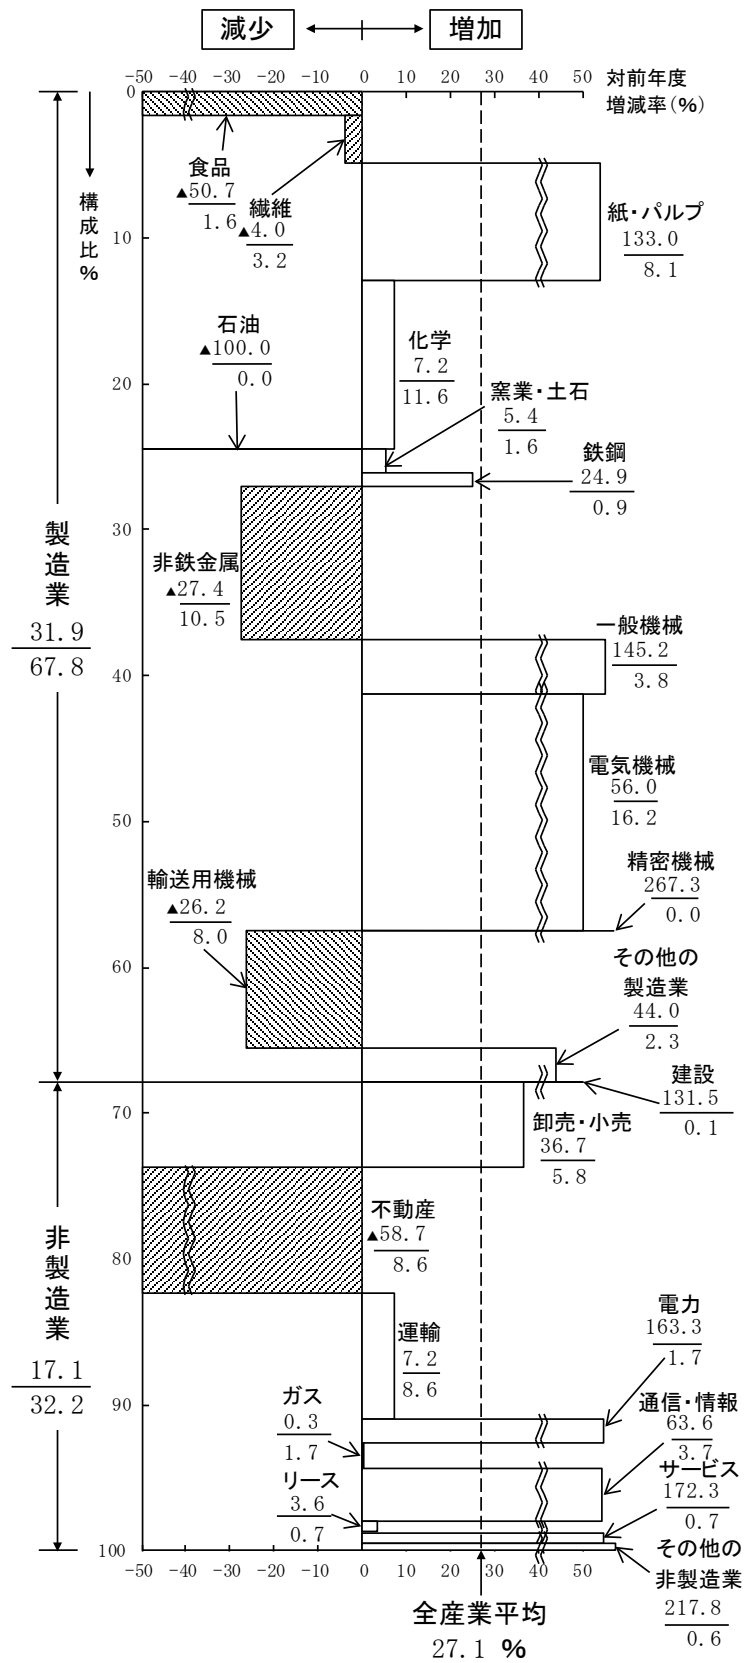 減少 増加
-50 -40 -30 -20 -10 0 10 20 30 40 50 対前年度
増減率(%)
0
10
20
30
40
50
60
70
80
90
100
構成比%
食品
▲50.7
1.6
繊維
▲4.0
3.2
紙・パルプ
133.0
8.1
石油
▲100.0
0.0
化学
7.2
11.6
窯業・土石
5.4
1.6
鉄鋼
24.9
0.9
製造業
31.9
67.8
非鉄金属
▲27.4
10.5
一般機械
145.2
3.8
電気機械
56.0
16.2
精密機械
267.3
0.0
輸送用機械
▲26.2
8.0
その他の
製造業
44.0
2.3
建設
131.5
0.1
卸売・小売
36.7
5.8
非製造業
17.1
32.2
不動産
▲58.7
8.6
運輸
7.2
8.6
電力
163.3
1.7
ガス
0.3
1.7
通信・情報
63.6
3.7
リース
3.6
0.7
サービス
172.3
0.7
その他の
非製造業
217.8
0.6
-50 -40 -30 -20 -10 0 10 20 30 40 50
全産業平均
27.1 %